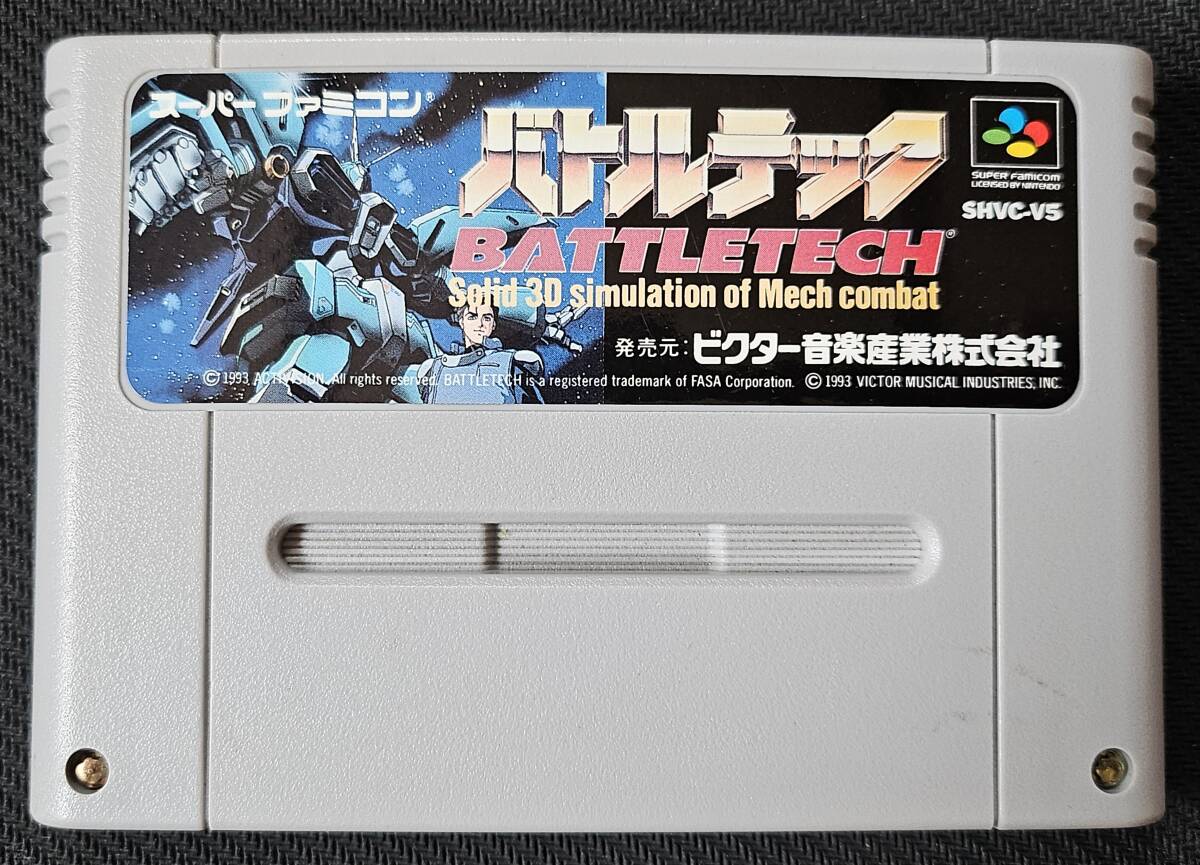 スーパーファミコン®
バトルテック
BATTLETECH®
Solid 3D simulation of Mech combat
SUPER FAMICOM
LICENSED BY NINTENDO
SHVC-V5
発売元:ビクター音楽産業株式会社
©1993 ACTIVISION. All rights reserved. BATTLETECH is a registered trademark of FASA Corporation. ©1993 VICTOR MUSICAL INDUSTRIES, INC.